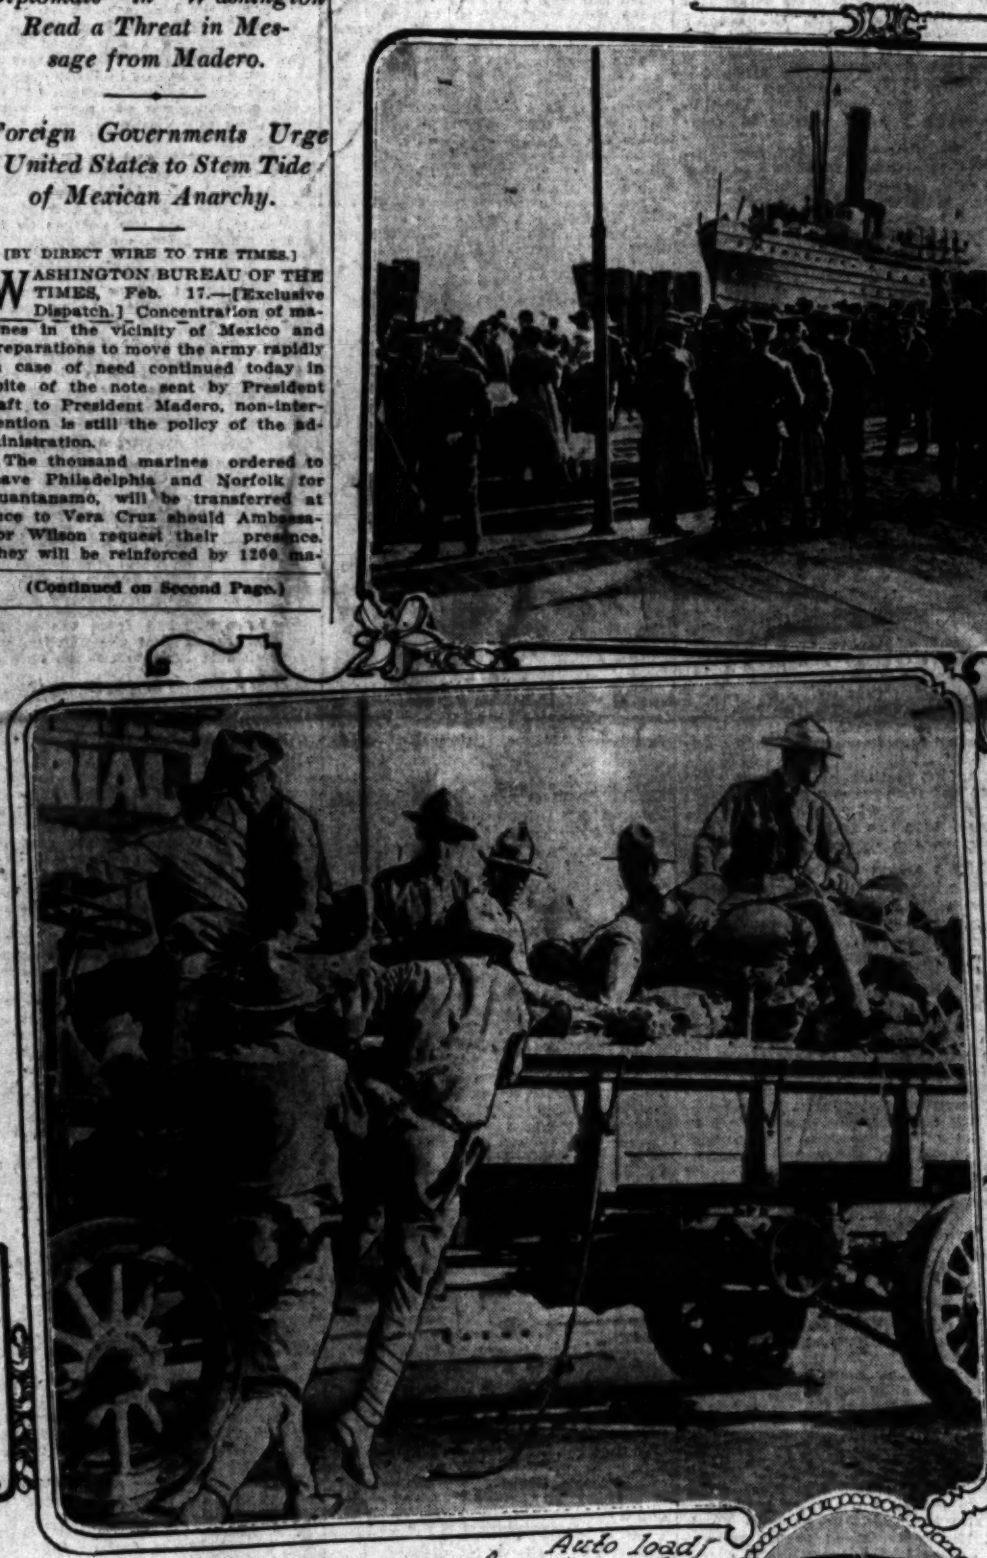 Diplomats in Washington
Read a Threat in Mes-
sage from Madero.
Foreign Governments Urge
United States to Stem Tide
of Mexican Anarchy.
[BY DIRECT WIRE TO THE TIMES.]
WASHINGTON BUREAU OF THE
TIMES, Feb. 17.—[Exclusive
Dispatch.] Concentration of ma-
nes in the vicinity of Mexico and
reparations to move the army rapidly
case of need continued today in
pite of the note sent by President
aft to President Madero, non-inter-
ention is still the policy of the ad-
inistration.
The thousand marines ordered to
ave Philadelphia and Norfolk for
uantanamo, will be transferred at
nce to Vera Cruz should Ambassa-
or Wilson request their presence.
hey will be reinforced by 1200 ma-
(Continued on Second Page.)
RIAL
Auto loads